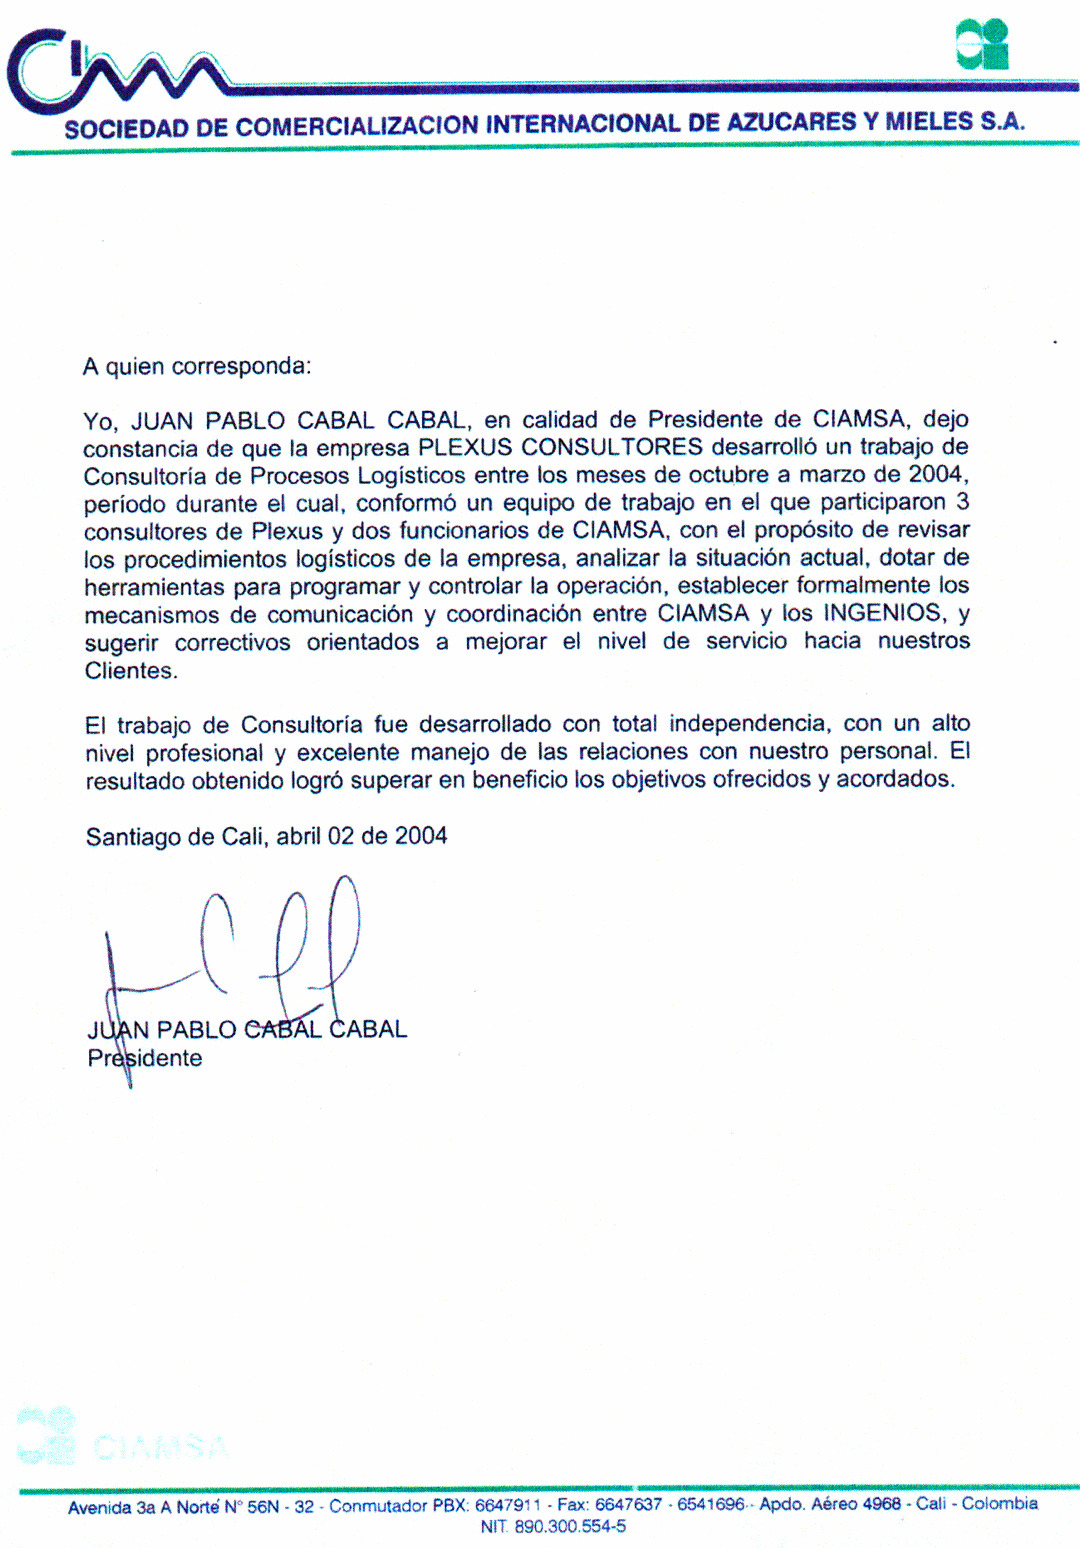 SOCIEDAD DE COMERCIALIZACION INTERNACIONAL DE AZUCARES Y MIELES S.A.
A quien corresponda:
Yo, JUAN PABLO CABAL CABAL, en calidad de Presidente de CIAMSA, dejo
constancia de que la empresa PLEXUS CONSULTORES desarrolló un trabajo de
Consultoría de Procesos Logísticos entre los meses de octubre a marzo de 2004,
período durante el cual, conformó un equipo de trabajo en el que participaron 3
consultores de Plexus y dos funcionarios de CIAMSA, con el propósito de revisar
los procedimientos logísticos de la empresa, analizar la situación actual, dotar de
herramientas para programar y controlar la operación, establecer formalmente los
mecanismos de comunicación y coordinación entre CIAMSA y los INGENIOS, y
sugerir correctivos orientados a mejorar el nivel de servicio hacia nuestros
Clientes.
El trabajo de Consultoría fue desarrollado con total independencia, con un alto
nivel profesional y excelente manejo de las relaciones con nuestro personal. El
resultado obtenido logró superar en beneficio los objetivos ofrecidos y acordados.
Santiago de Cali, abril 02 de 2004
JUAN PABLO CABAL CABAL
Presidente
CIAMSA
Avenida 3a A Norte N° 56N - 32 - Conmutador PBX: 6647911 - Fax: 6647637 - 6541696 - Apdo. Aéreo 4968 - Cali - Colombia
NIT. 890.300.554-5